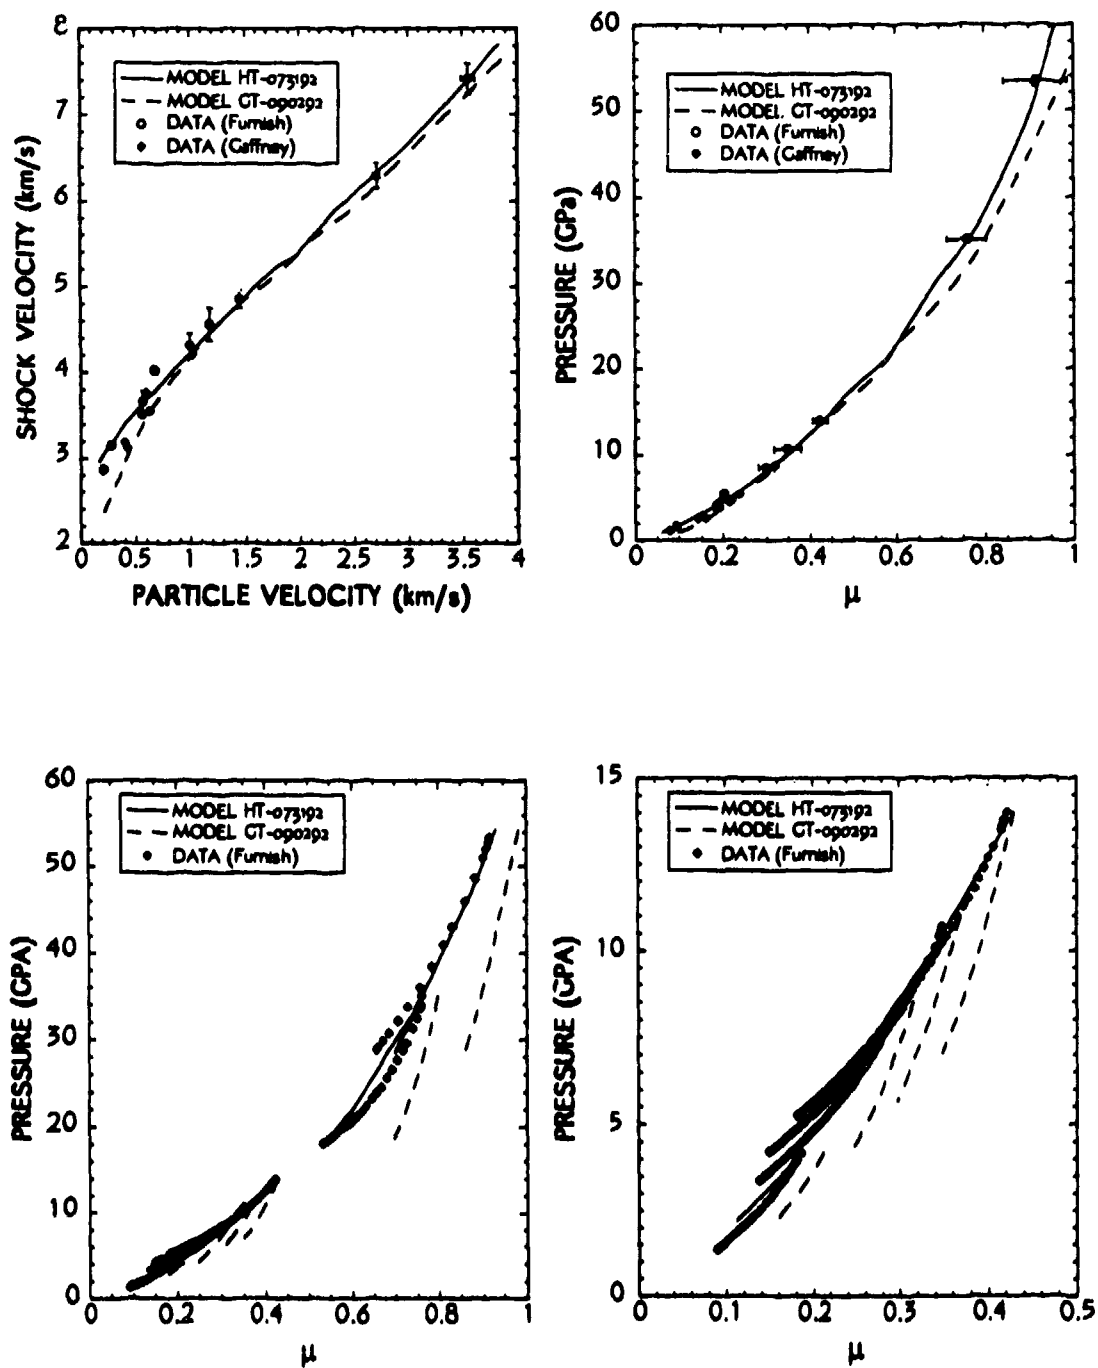 8
7
6
5
4
3
2
SHOCK VELOCITY (km/s)
MODEL HT-073192
MODEL GT-090292
DATA (Furnish)
DATA (Gaffney)
0 0.5 1 1.5 2 2.5 3 3.5 4
PARTICLE VELOCITY (km/s)
60
50
40
30
20
10
0
PRESSURE (GPa)
MODEL HT-073192
MODEL GT-090292
DATA (Furnish)
DATA (Gaffney)
0 0.2 0.4 0.6 0.8 1
μ
60
50
40
30
20
10
0
PRESSURE (GPA)
MODEL HT-073192
MODEL GT-090292
DATA (Furnish)
0 0.2 0.4 0.6 0.8 1
μ
15
10
5
0
PRESSURE (GPA)
MODEL HT-073192
MODEL GT-090292
DATA (Furnish)
0 0.1 0.2 0.3 0.4 0.5
μ